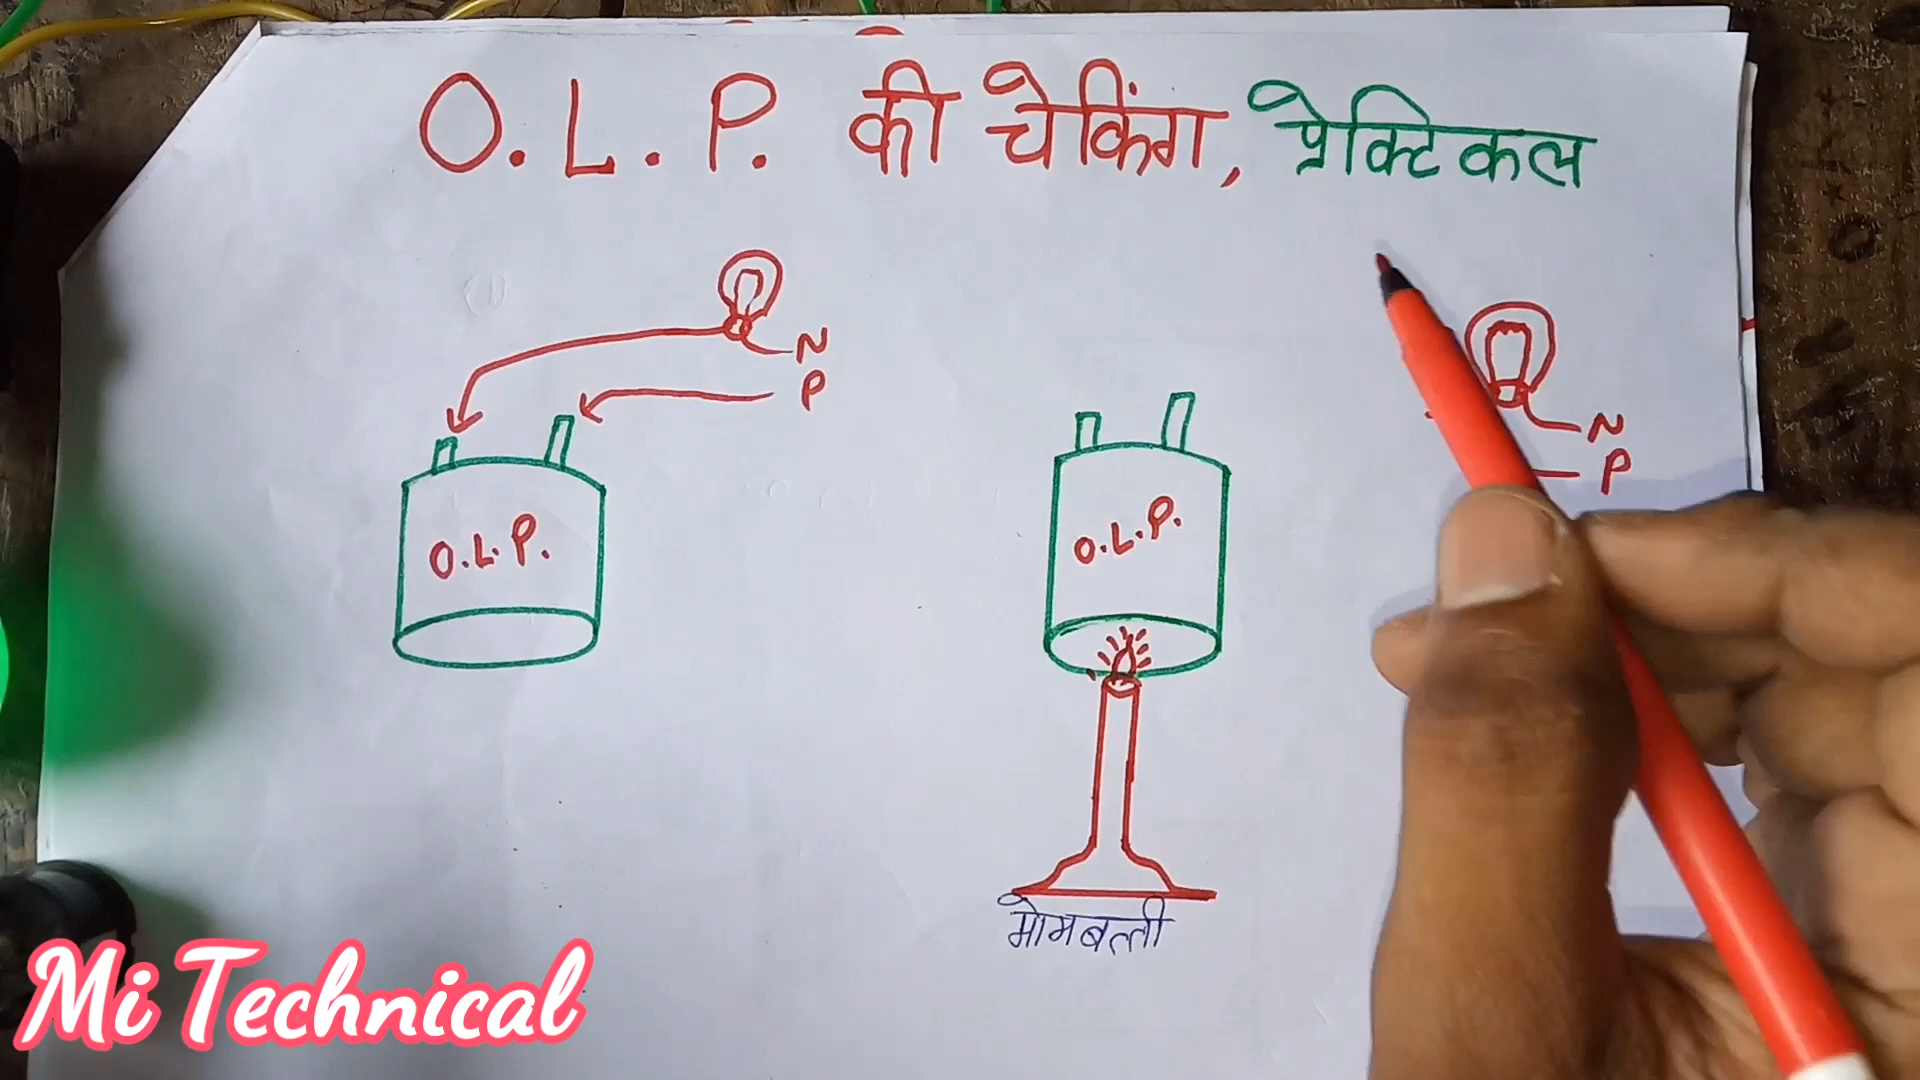 O.L.P. की चेकिंग, प्रेक्टिकल
N
P
N
P
O.L.P.
O.L.P.
मोमबत्ती
Mi Technical